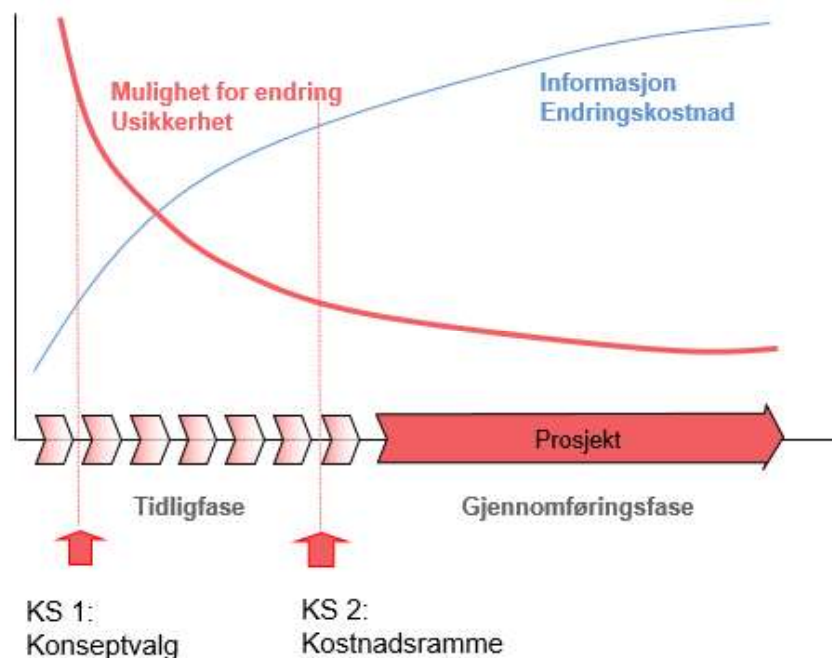 Mulighet for endring
Usikkerhet
Informasjon
Endringskostnad
Prosjekt
Tidligfase
Gjennomføringsfase
KS 1:
Konseptvalg
KS 2:
Kostnadsramme